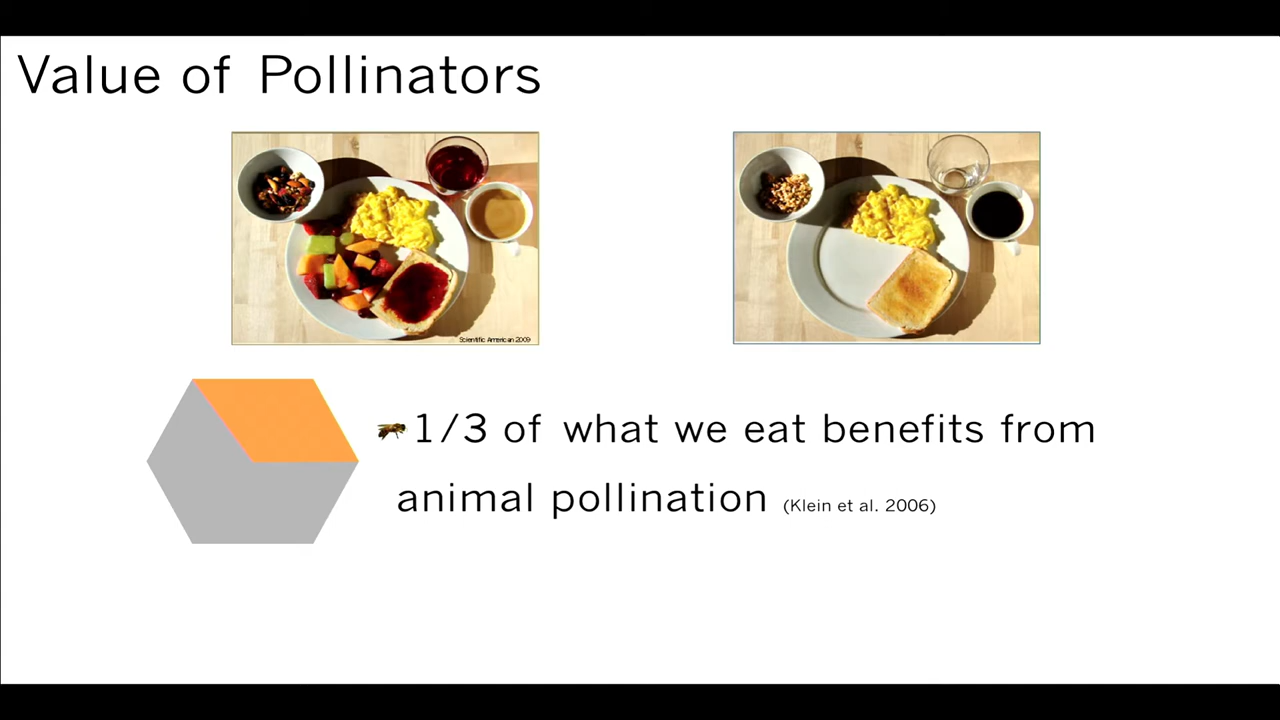 Value of Pollinators
Scientific American 2009
1/3 of what we eat benefits from
animal pollination (Klein et al. 2006)